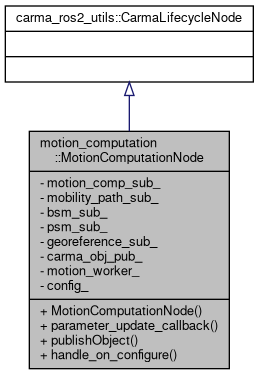 carma_ros2_utils::CarmaLifecycleNode
motion_computation
::MotionComputationNode
- motion_comp_sub_
- mobility_path_sub_
- bsm_sub_
- psm_sub_
- georeference_sub_
- carma_obj_pub_
- motion_worker_
- config_
+ MotionComputationNode()
+ parameter_update_callback()
+ publishObject()
+ handle_on_configure()